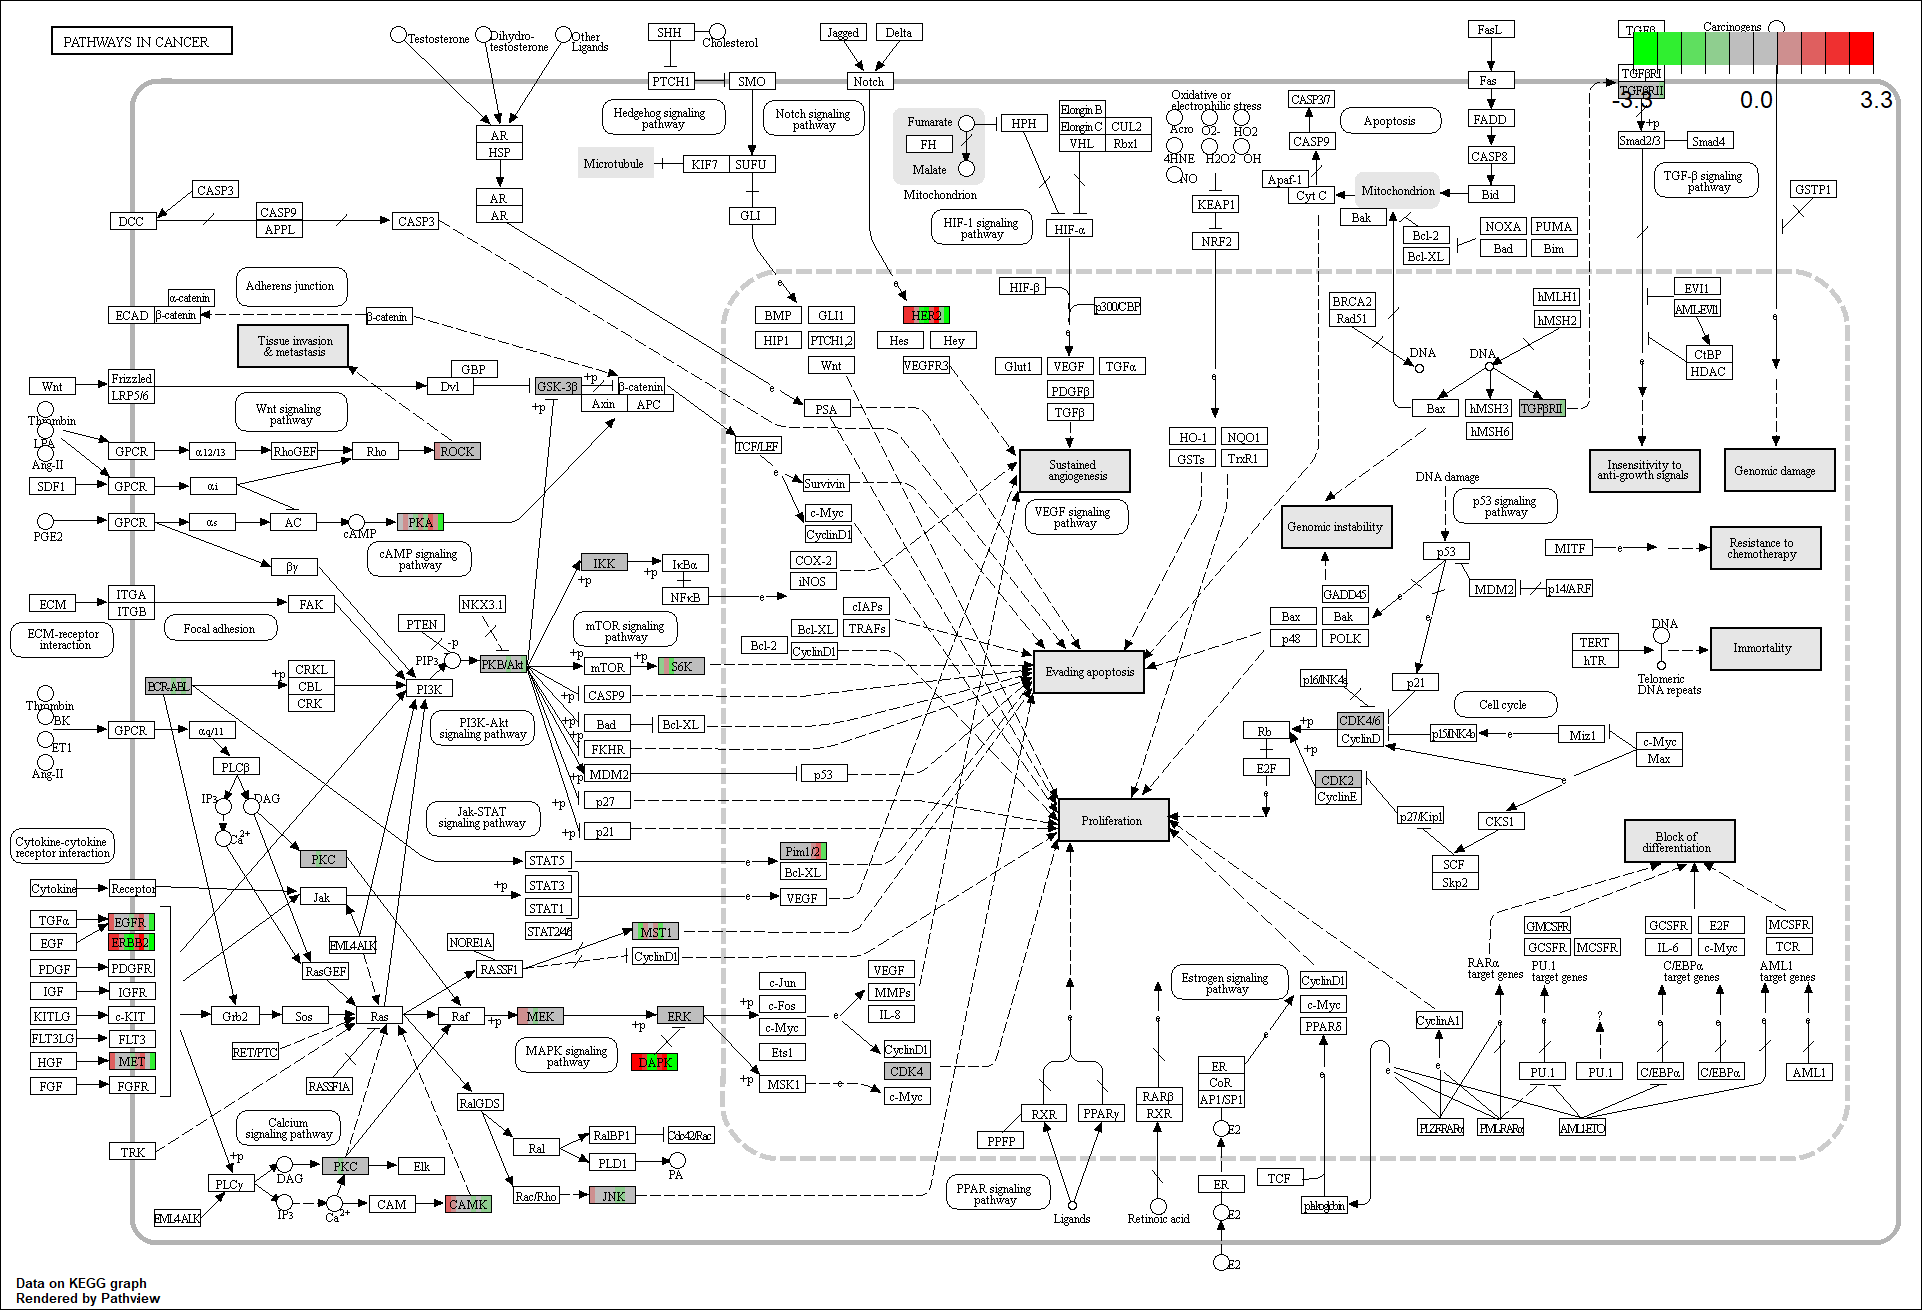 PATHWAYS IN CANCER
Testosterone
Dihydro-
testosterone
Other
Ligands
SHH
Cholesterol
PTCH1
SMO
Hedgehog signaling
pathway
Microtubule
KIF7
SUFU
GLI
Jagged
Delta
Notch
Notch signaling
pathway
Fumarate
FH
Malate
Mitochondrion
HPH
Elongin B
Elongin C
CUL2
VHL
Rbx1
HIF-1 signaling
pathway
HIF-α
Oxidative or
electrophilic stress
Acro
O2-
HO2
4HNE
H2O2
OH
NO
KEAP1
NRF2
CASP3/7
CASP9
Apaf-1
Cyt C
Apoptosis
Mitochondrion
Bak
Bcl-2
Bcl-XL
NOXA
PUMA
Bad
Bim
FasL
Fas
FADD
CASP8
Bid
TGFβ
TGFβRI
TGFβRII
Carcinogens
-3.3
0.0
3.3
+p
Smad2/3
Smad4
TGF-β signaling
pathway
GSTP1
AR
HSP
AR
AR
CASP3
DCC
CASP9
APPL
CASP3
Adherens junction
α-catenin
ECAD
β-catenin
β-catenin
Tissue invasion
& metastasis
Wnt
Frizzled
LRP5/6
Dvl
GBP
GSK-3β
+p
β-catenin
Axin
APC
+p
Wnt signaling
pathway
Thrombin
LPA
Ang-II
GPCR
α12/13
RhoGEF
Rho
ROCK
SDF1
GPCR
αi
PGE2
GPCR
αs
AC
cAMP
PKA
cAMP signaling
pathway
βγ
ECM
ITGA
ITGB
FAK
ECM-receptor
interaction
Focal adhesion
PTEN
PIP3
-p
NKX3.1
PKB/Akt
PI3K
BCR-ABL
+p
CRKL
CBL
CRK
PI3K-Akt
signaling pathway
Thrombin
BK
ET1
Ang-II
GPCR
αq/11
PLCβ
IP3
DAG
Ca2+
PKC
Jak-STAT
signaling pathway
Cytokine-cytokine
receptor interaction
Cytokine
Receptor
Jak
TGFα
EGFR
EGF
ERBB2
PDGF
PDGFR
IGF
IGFR
KITLG
c-KIT
FLT3LG
FLT3
HGF
MET
FGF
FGFR
TRK
EML4ALK
RasGEF
Grb2
Sos
Ras
Raf
RET/PTC
RASSF1A
NORE1A
RASSF1
+p
MEK
ERK
MAPK signaling
pathway
DAPK
Calcium
signaling pathway
+p
PLCγ
EML4ALK
DAG
IP3
PKC
Elk
Ca2+
CAM
CAMK
RalGDS
Ral
RalBP1
Cdc42/Rac
PLD1
PA
Rac/Rho
JNK
IKK
+p
+p
IκBα
NFκB
mTOR signaling
pathway
+p
mTOR
+p
S6K
+p
CASP9
+p
Bad
Bcl-XL
+p
FKHR
+p
MDM2
p53
+p
p27
+p
p21
STAT5
+p
STAT3
STAT1
STAT2/4/6
MST1
CyclinD1
e
BMP
GLI1
HIP1
PTCH1,2
Wnt
e
HER2
Hes
Hey
VEGFR3
HIF-β
p300/CBP
e
Glut1
VEGF
TGFα
PDGFβ
TGFβ
PSA
e
TCF/LEF
e
Survivin
c-Myc
CyclinD1
COX-2
iNOS
e
cIAPs
Bcl-XL
TRAFs
Bcl-2
CyclinD1
Sustained
angiogenesis
VEGF signaling
pathway
e
HO-1
NQO1
GSTs
TrxR1
Evading apoptosis
Proliferation
BRCA2
Rad51
DNA
hMLH1
hMSH2
DNA
Bax
hMSH3
TGFβRII
hMSH6
EVI1
AML-EVI1
CtBP
HDAC
e
e
Insensitivity to
anti-growth signals
Genomic damage
DNA damage
p53 signaling
pathway
Genomic instability
p53
MITF
e
Resistance to
chemotherapy
MDM2
p14/ARF
GADD45
Bax
Bak
p48
POLK
e
e
p21
TERT
hTR
DNA
Telomeric
DNA repeats
Immortality
p16/INK4a
CDK4/6
CyclinD
+p
Rb
E2F
e
+p
CDK2
CyclinE
Cell cycle
p15/INK4b
e
Miz1
c-Myc
Max
e
p27/Kip1
CKS1
SCF
Skp2
Block of
differentiation
e
Pim1/2
Bcl-XL
e
VEGF
+p
c-Jun
c-Fos
c-Myc
Ets1
e
VEGF
MMPs
IL-8
CyclinD1
CDK4
c-Myc
+p
MSK1
e
e
RXR
PPARγ
PPFP
PPAR signaling
pathway
Ligands
e
RARβ
RXR
Retinoic acid
Estrogen signaling
pathway
e
CyclinD1
c-Myc
PPARδ
ER
CoR
AP1/SP1
E2
ER
E2
E2
TCF
e
plakoglobin
CyclinA1
e
e
RARα
target genes
GMCSFR
GCSFR
MCSFR
PU.1
target genes
GCSFR
E2F
IL-6
c-Myc
C/EBPα
target genes
MCSFR
TCR
AML1
target genes
e
e
?
e
e
e
e
PU.1
PU.1
C/EBPα
C/EBPα
AML1
PLZF-RARα
PML-RARα
AML1-ETO
Data on KEGG graph
Rendered by Pathview